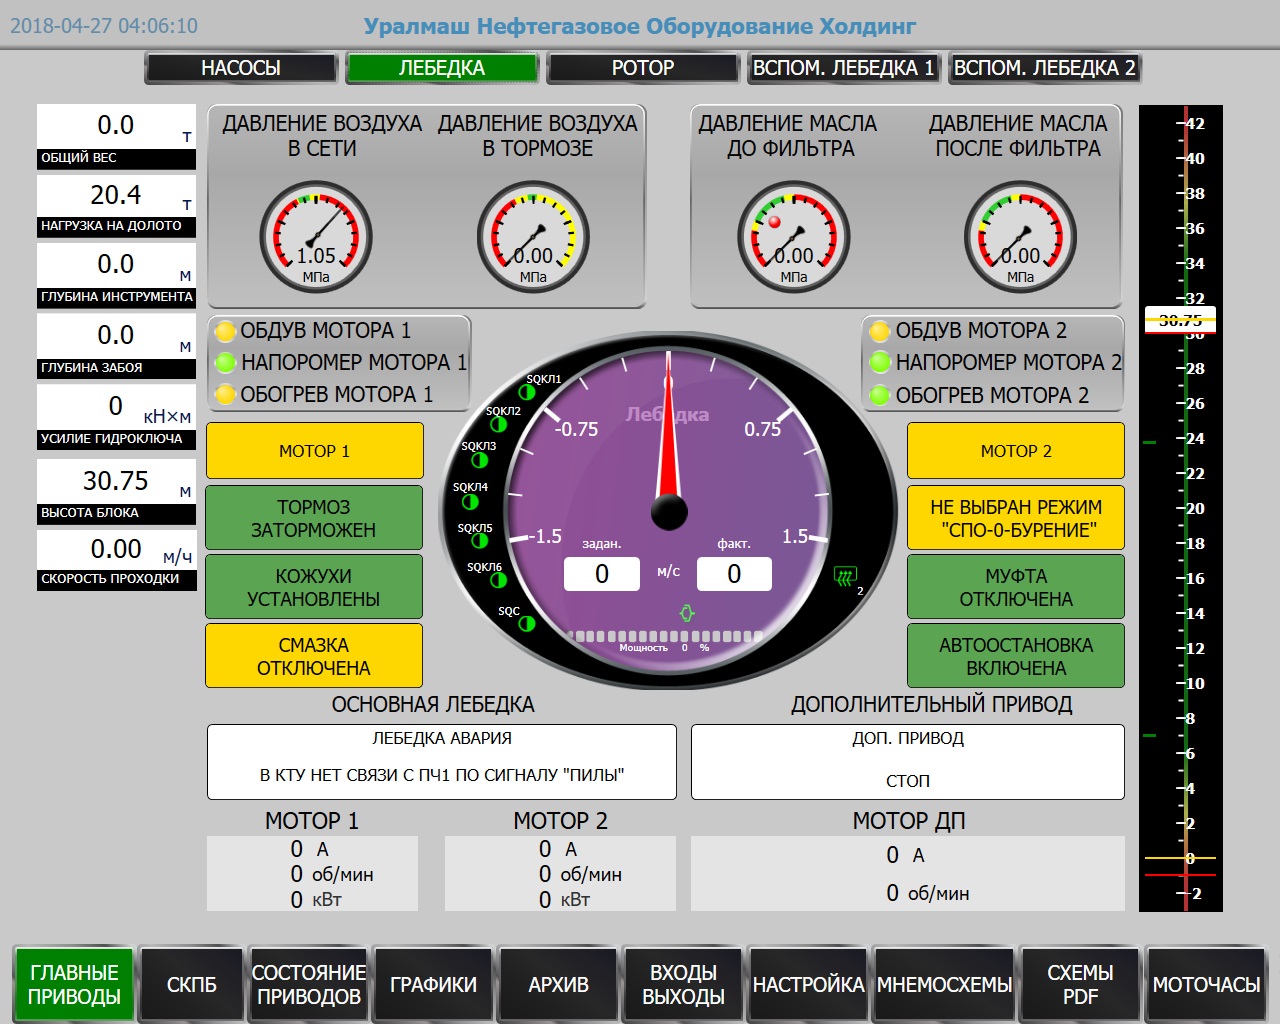 2018-04-27 04:06:10
Уралмаш Нефтегазовое Оборудование Холдинг
НАСОСЫ
ЛЕБЕДКА
РОТОР
ВСПОМ. ЛЕБЕДКА 1
ВСПОМ. ЛЕБЕДКА 2
0.0 т
ОБЩИЙ ВЕС
20.4 т
НАГРУЗКА НА ДОЛОТО
0.0 м
ГЛУБИНА ИНСТРУМЕНТА
0.0 м
ГЛУБИНА ЗАБОЯ
0 кН×м
УСИЛИЕ ГИДРОКЛЮЧА
30.75 м
ВЫСОТА БЛОКА
0.00 м/ч
СКОРОСТЬ ПРОХОДКИ
ДАВЛЕНИЕ ВОЗДУХА
В СЕТИ
1.05
МПа
ДАВЛЕНИЕ ВОЗДУХА
В ТОРМОЗЕ
0.00
МПа
ДАВЛЕНИЕ МАСЛА
ДО ФИЛЬТРА
0.00
МПа
ДАВЛЕНИЕ МАСЛА
ПОСЛЕ ФИЛЬТРА
0.00
МПа
ОБДУВ МОТОРА 1
НАПОРОМЕР МОТОРА 1
ОБОГРЕВ МОТОРА 1
ОБДУВ МОТОРА 2
НАПОРОМЕР МОТОРА 2
ОБОГРЕВ МОТОРА 2
МОТОР 1
ТОРМОЗ
ЗАТОРМОЖЕН
КОЖУХИ
УСТАНОВЛЕНЫ
СМАЗКА
ОТКЛЮЧЕНА
SQКЛ1
SQКЛ2
SQКЛ3
SQКЛ4
SQКЛ5
SQКЛ6
SQC
0
Лебедка
-0.75
0.75
-1.5
1.5
задан.
факт.
0 м/с 0
2
Мощность 0 %
МОТОР 2
НЕ ВЫБРАН РЕЖИМ
"СПО-0-БУРЕНИЕ"
МУФТА
ОТКЛЮЧЕНА
АВТООСТАНОВКА
ВКЛЮЧЕНА
42
40
38
36
34
32
30.75
30
28
26
24
22
20
18
16
14
12
10
8
6
4
2
0
-2
ОСНОВНАЯ ЛЕБЕДКА
ЛЕБЕДКА АВАРИЯ
В КТУ НЕТ СВЯЗИ С ПЧ1 ПО СИГНАЛУ "ПИЛЫ"
ДОПОЛНИТЕЛЬНЫЙ ПРИВОД
ДОП. ПРИВОД
СТОП
МОТОР 1
0 А
0 об/мин
0 кВт
МОТОР 2
0 А
0 об/мин
0 кВт
МОТОР ДП
0 А
0 об/мин
ГЛАВНЫЕ
ПРИВОДЫ
СКПБ
СОСТОЯНИЕ
ПРИВОДОВ
ГРАФИКИ
АРХИВ
ВХОДЫ
ВЫХОДЫ
НАСТРОЙКА
МНЕМОСХЕМЫ
СХЕМЫ
PDF
МОТОЧАСЫ